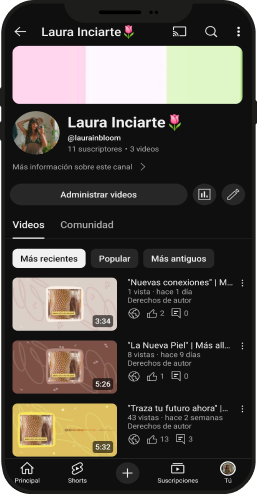 Laura Inciarte🌷
Laura Inciarte🌷
@laurainbloom
11 suscriptores • 3 videos
Más información sobre este canal
Administrar videos
Videos Comunidad
Más recientes Popular Más antiguos
"Nuevas conexiones" | M...
1 vista · hace 1 día
Derechos de autor
2 0
3:34
"La Nueva Piel" | Más all...
8 vistas · hace 9 días
Derechos de autor
1 0
5:26
"Traza tu futuro ahora" |...
43 vistas · hace 2 semanas
Derechos de autor
13 3
5:32
Principal Shorts Suscripciones Tú